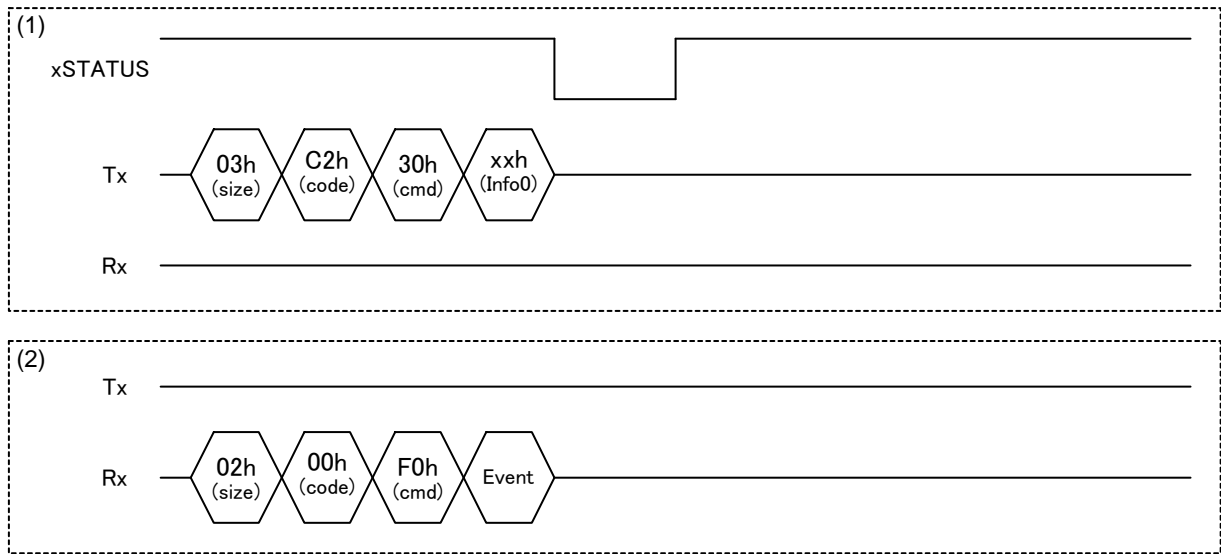 (1)
xSTATUS
Tx
03h
(size)
C2h
(code)
30h
(cmd)
xxh
(Info0)
Rx
(2)
Tx
Rx
02h
(size)
00h
(code)
F0h
(cmd)
Event